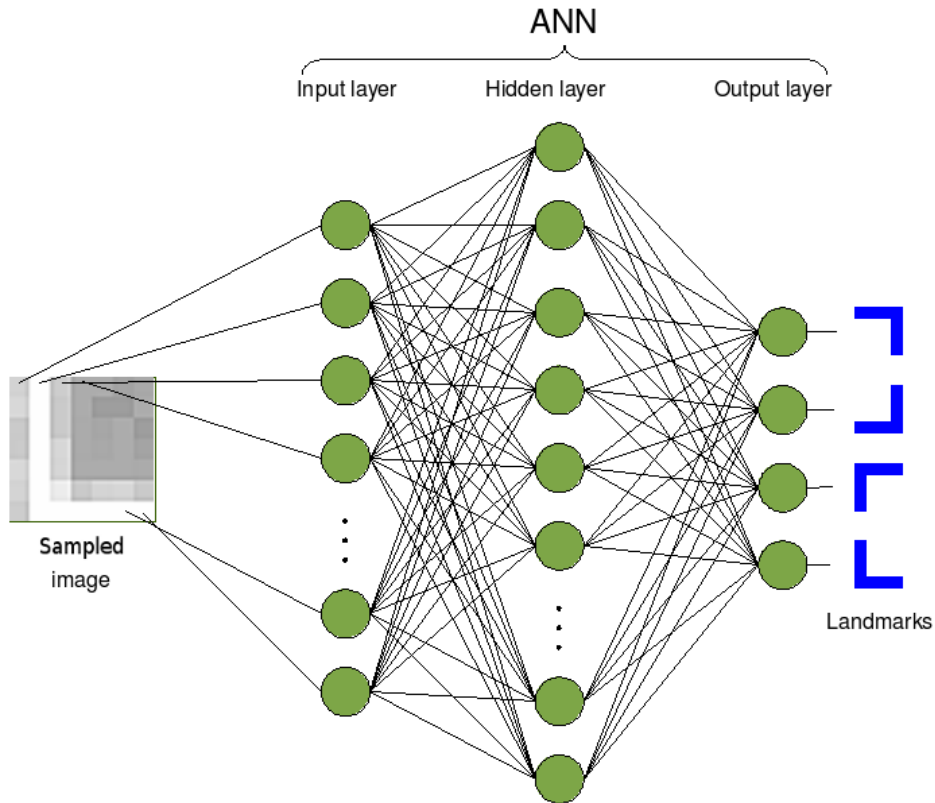 ANN
Input layer
Hidden layer
Output layer
Sampled
image
Landmarks